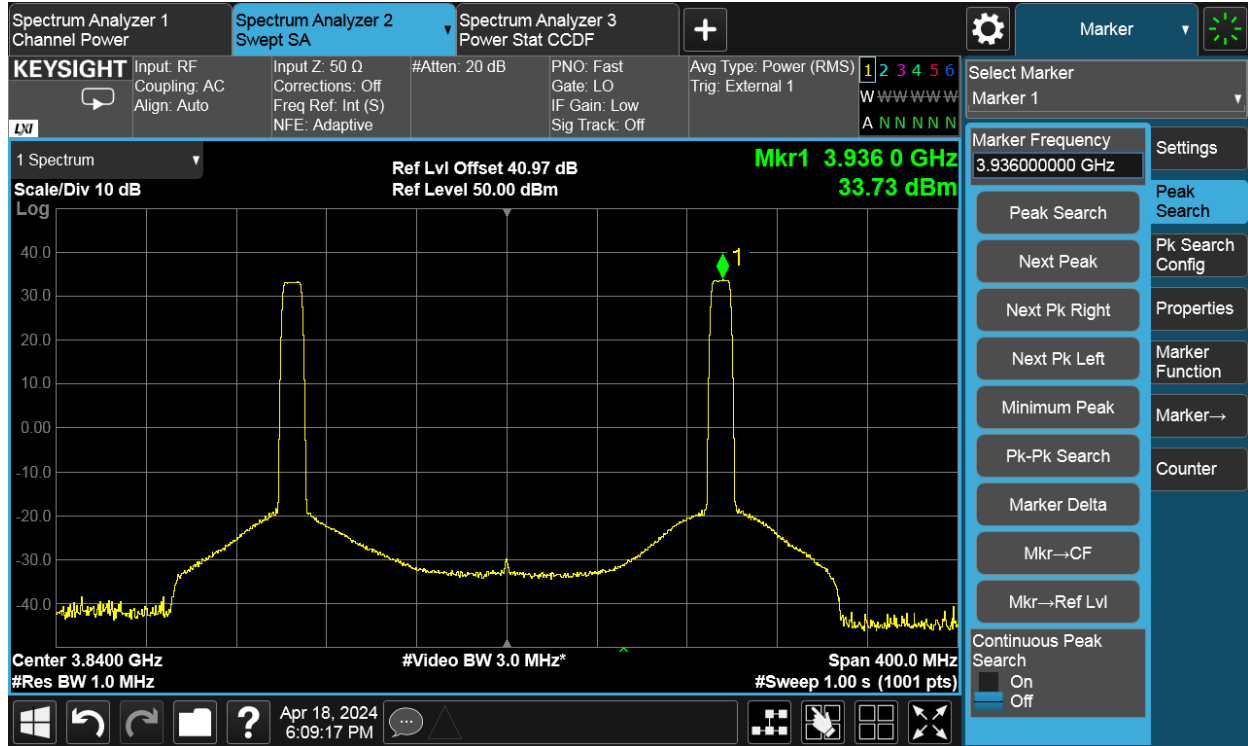 Spectrum Analyzer 1
Channel Power
Spectrum Analyzer 2
Swept SA
Spectrum Analyzer 3
Power Stat CCDF
+
Marker
KEYSIGHT
LXI
Input: RF
Coupling: AC
Align: Auto
Input Z: 50 Ω
Corrections: Off
Freq Ref: Int (S)
NFE: Adaptive
#Atten: 20 dB
PNO: Fast
Gate: LO
IF Gain: Low
Sig Track: Off
Avg Type: Power (RMS)
Trig: External 1
1 2 3 4 5 6
W W W W W W
A N N N N N
Select Marker
Marker 1
1 Spectrum
Scale/Div 10 dB
Log
Ref Lvl Offset 40.97 dB
Ref Level 50.00 dBm
Mkr1 3.936 0 GHz
33.73 dBm
1
40.0
30.0
20.0
10.0
0.00
-10.0
-20.0
-30.0
-40.0
Center 3.8400 GHz
#Res BW 1.0 MHz
#Video BW 3.0 MHz*
Span 400.0 MHz
#Sweep 1.00 s (1001 pts)
Marker Frequency
3.936000000 GHz
Peak Search
Next Peak
Next Pk Right
Next Pk Left
Minimum Peak
Pk-Pk Search
Marker Delta
Mkr→CF
Mkr→Ref Lvl
Continuous Peak
Search
On
Off
Settings
Peak
Search
Pk Search
Config
Properties
Marker
Function
Marker→
Counter
?
Apr 18, 2024
6:09:17 PM